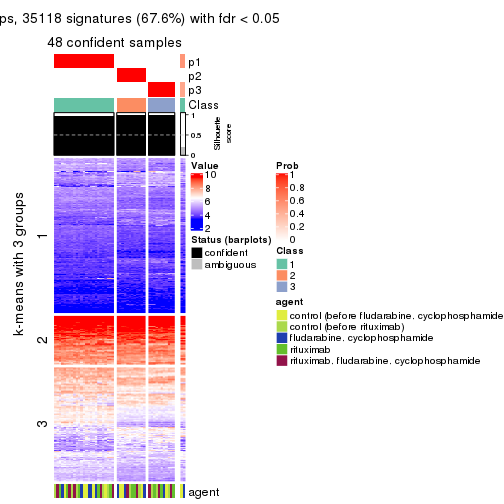 ps, 35118 signatures (67.6%) with fdr < 0.05
48 confident samples
p1
p2
p3
Class
1
0.5
0
Silhouette
score
k-means with 3 groups
1
2
3
agent
Value
10
8
6
4
2
Status (barplots)
confident
ambiguous
Prob
1
0.8
0.6
0.4
0.2
0
Class
1
2
3
agent
control (before fludarabine. cyclophosphamide
control (before rituximab)
fludarabine. cyclophosphamide
rituximab
rituximab. fludarabine. cyclophosphamide